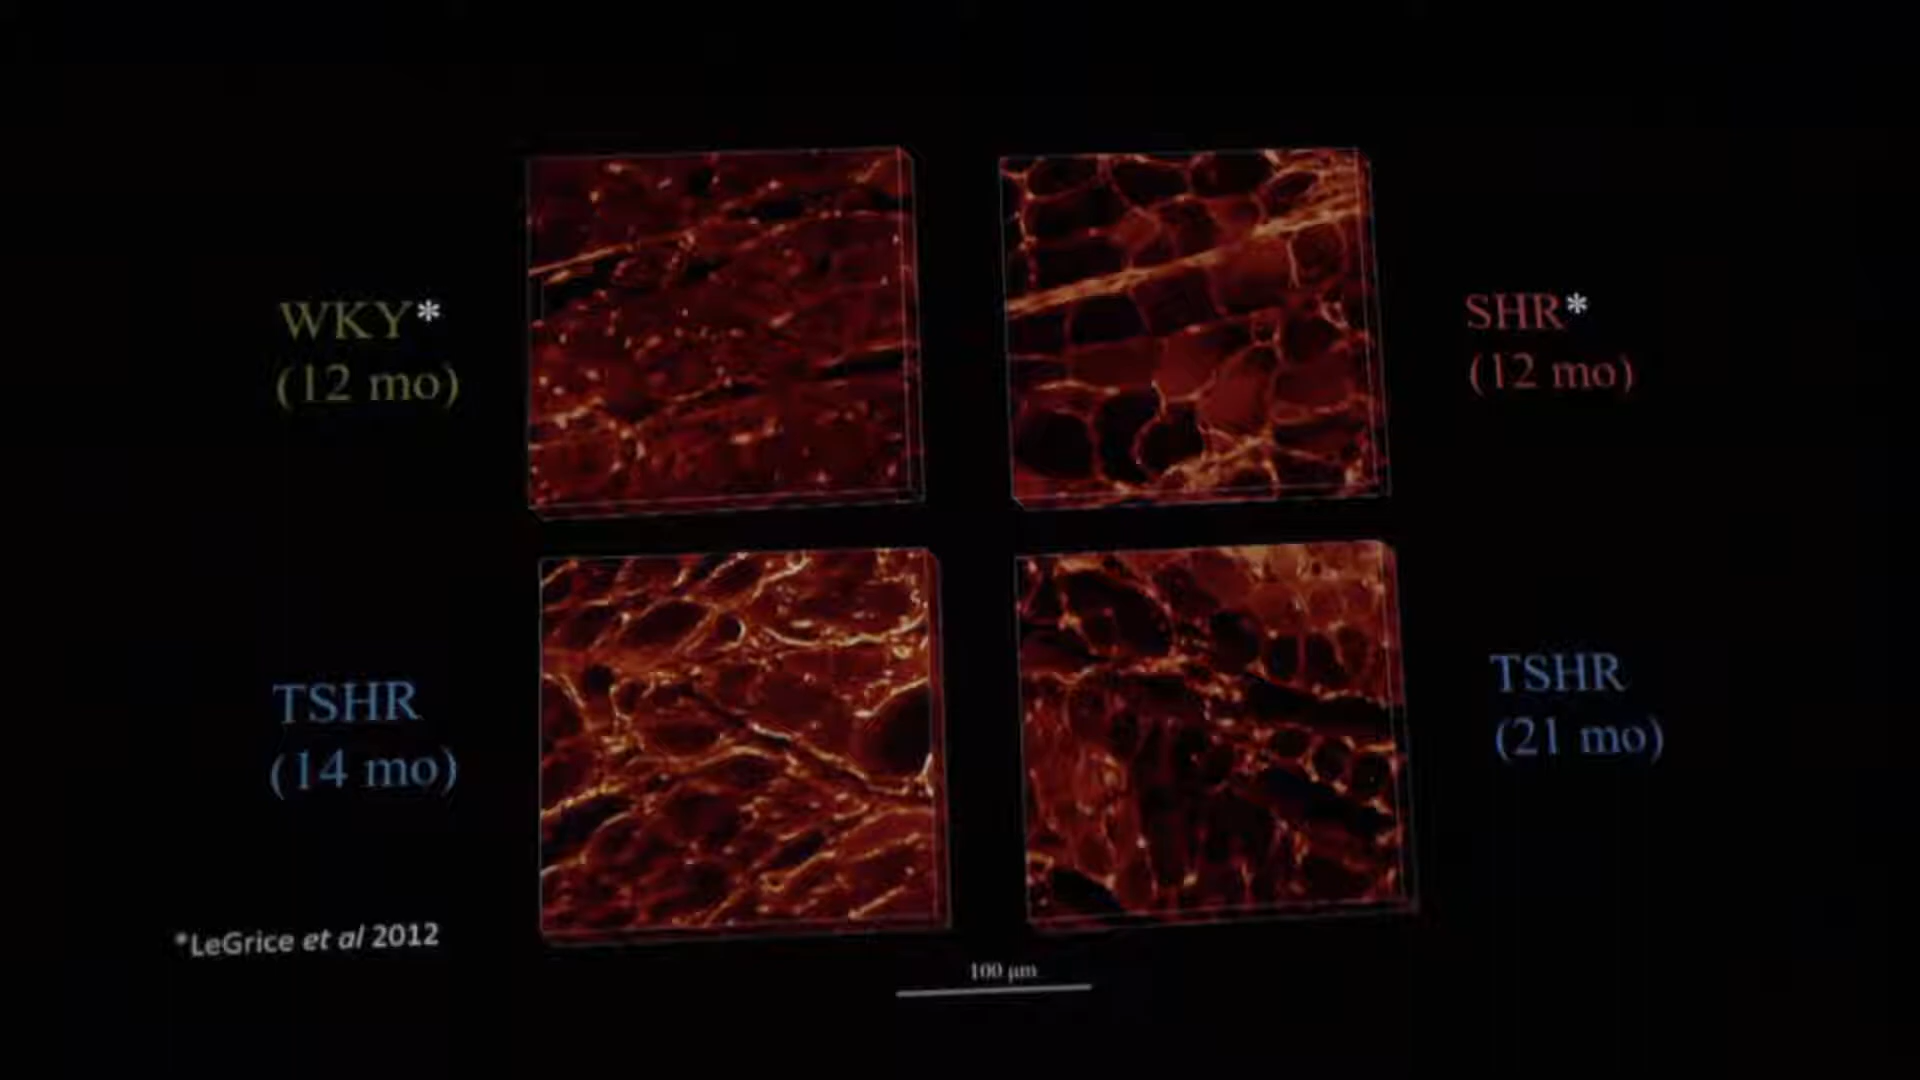 WKY*
(12 mo)
SHR*
(12 mo)
TSHR
(14 mo)
TSHR
(21 mo)
*LeGrice et al 2012
100 µm